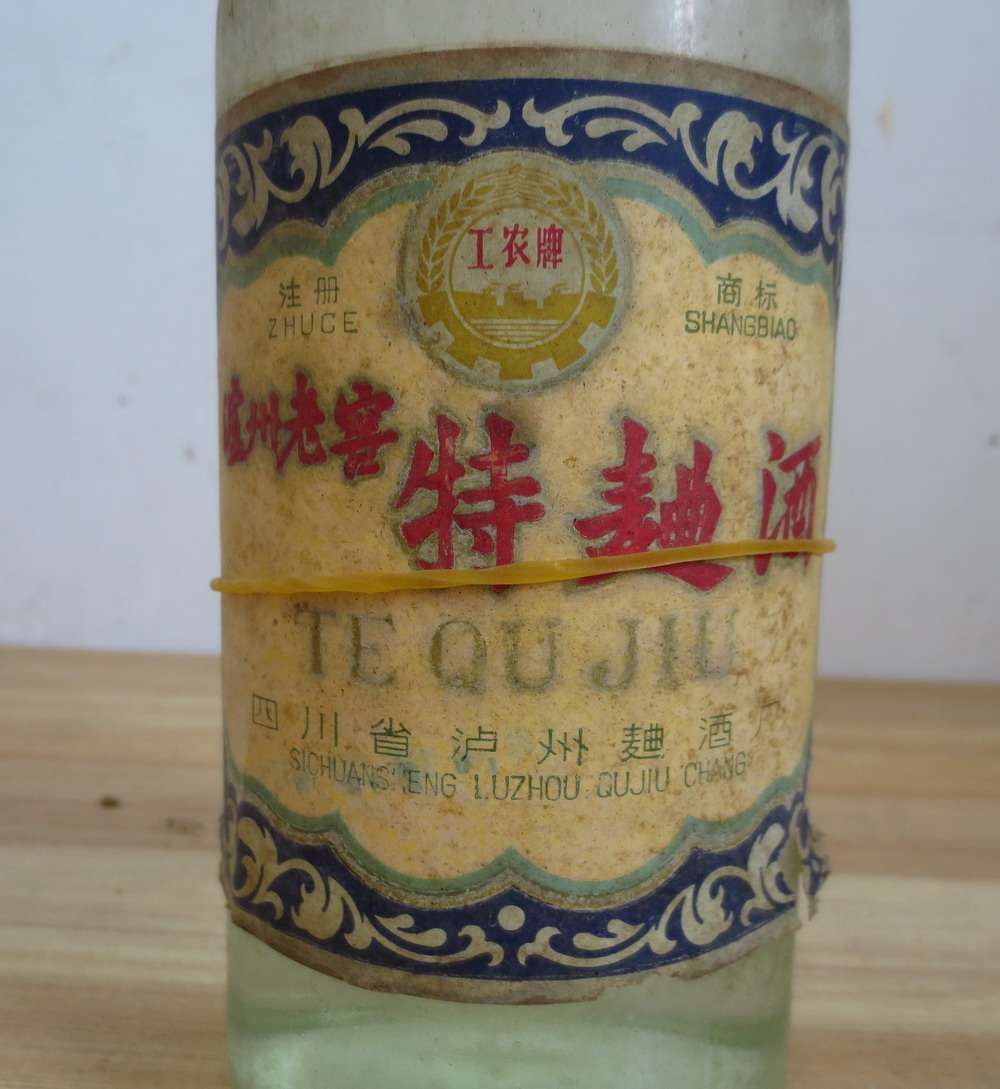 工农牌
注册
ZHUCE
商标
SHANGBIAO
泸州老窖
特麯酒
TE QU JIU
四川省泸州麯酒厂
SICHUANSHENG LUZHOU QUJIU CHANG